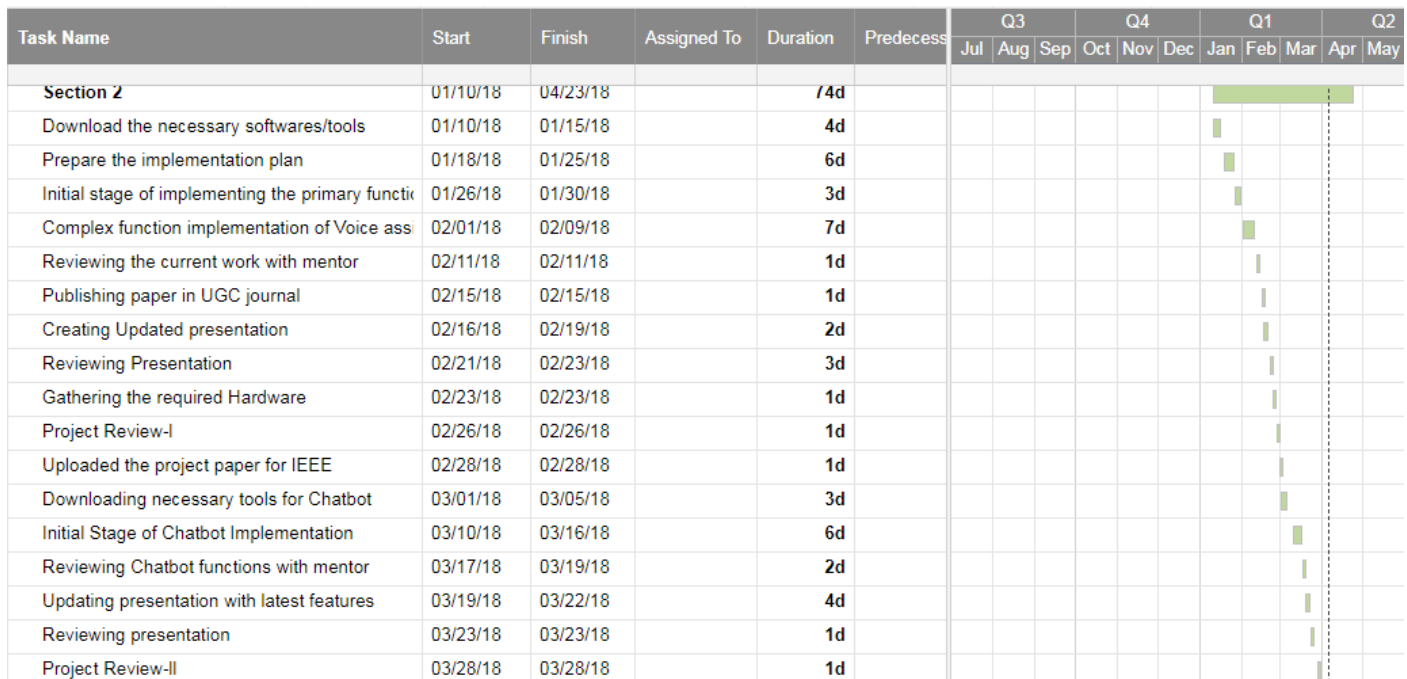 Task Name Start Finish Assigned To Duration Predecess Q3 Q4 Q1 Q2
Jul Aug Sep Oct Nov Dec Jan Feb Mar Apr May
Section 2 01/10/18 04/23/18 74d
Download the necessary softwares/tools 01/10/18 01/15/18 4d
Prepare the implementation plan 01/18/18 01/25/18 6d
Initial stage of implementing the primary functi 01/26/18 01/30/18 3d
Complex function implementation of Voice assi 02/01/18 02/09/18 7d
Reviewing the current work with mentor 02/11/18 02/11/18 1d
Publishing paper in UGC journal 02/15/18 02/15/18 1d
Creating Updated presentation 02/16/18 02/19/18 2d
Reviewing Presentation 02/21/18 02/23/18 3d
Gathering the required Hardware 02/23/18 02/23/18 1d
Project Review-I 02/26/18 02/26/18 1d
Uploaded the project paper for IEEE 02/28/18 02/28/18 1d
Downloading necessary tools for Chatbot 03/01/18 03/05/18 3d
Initial Stage of Chatbot Implementation 03/10/18 03/16/18 6d
Reviewing Chatbot functions with mentor 03/17/18 03/19/18 2d
Updating presentation with latest features 03/19/18 03/22/18 4d
Reviewing presentation 03/23/18 03/23/18 1d
Project Review-II 03/28/18 03/28/18 1d